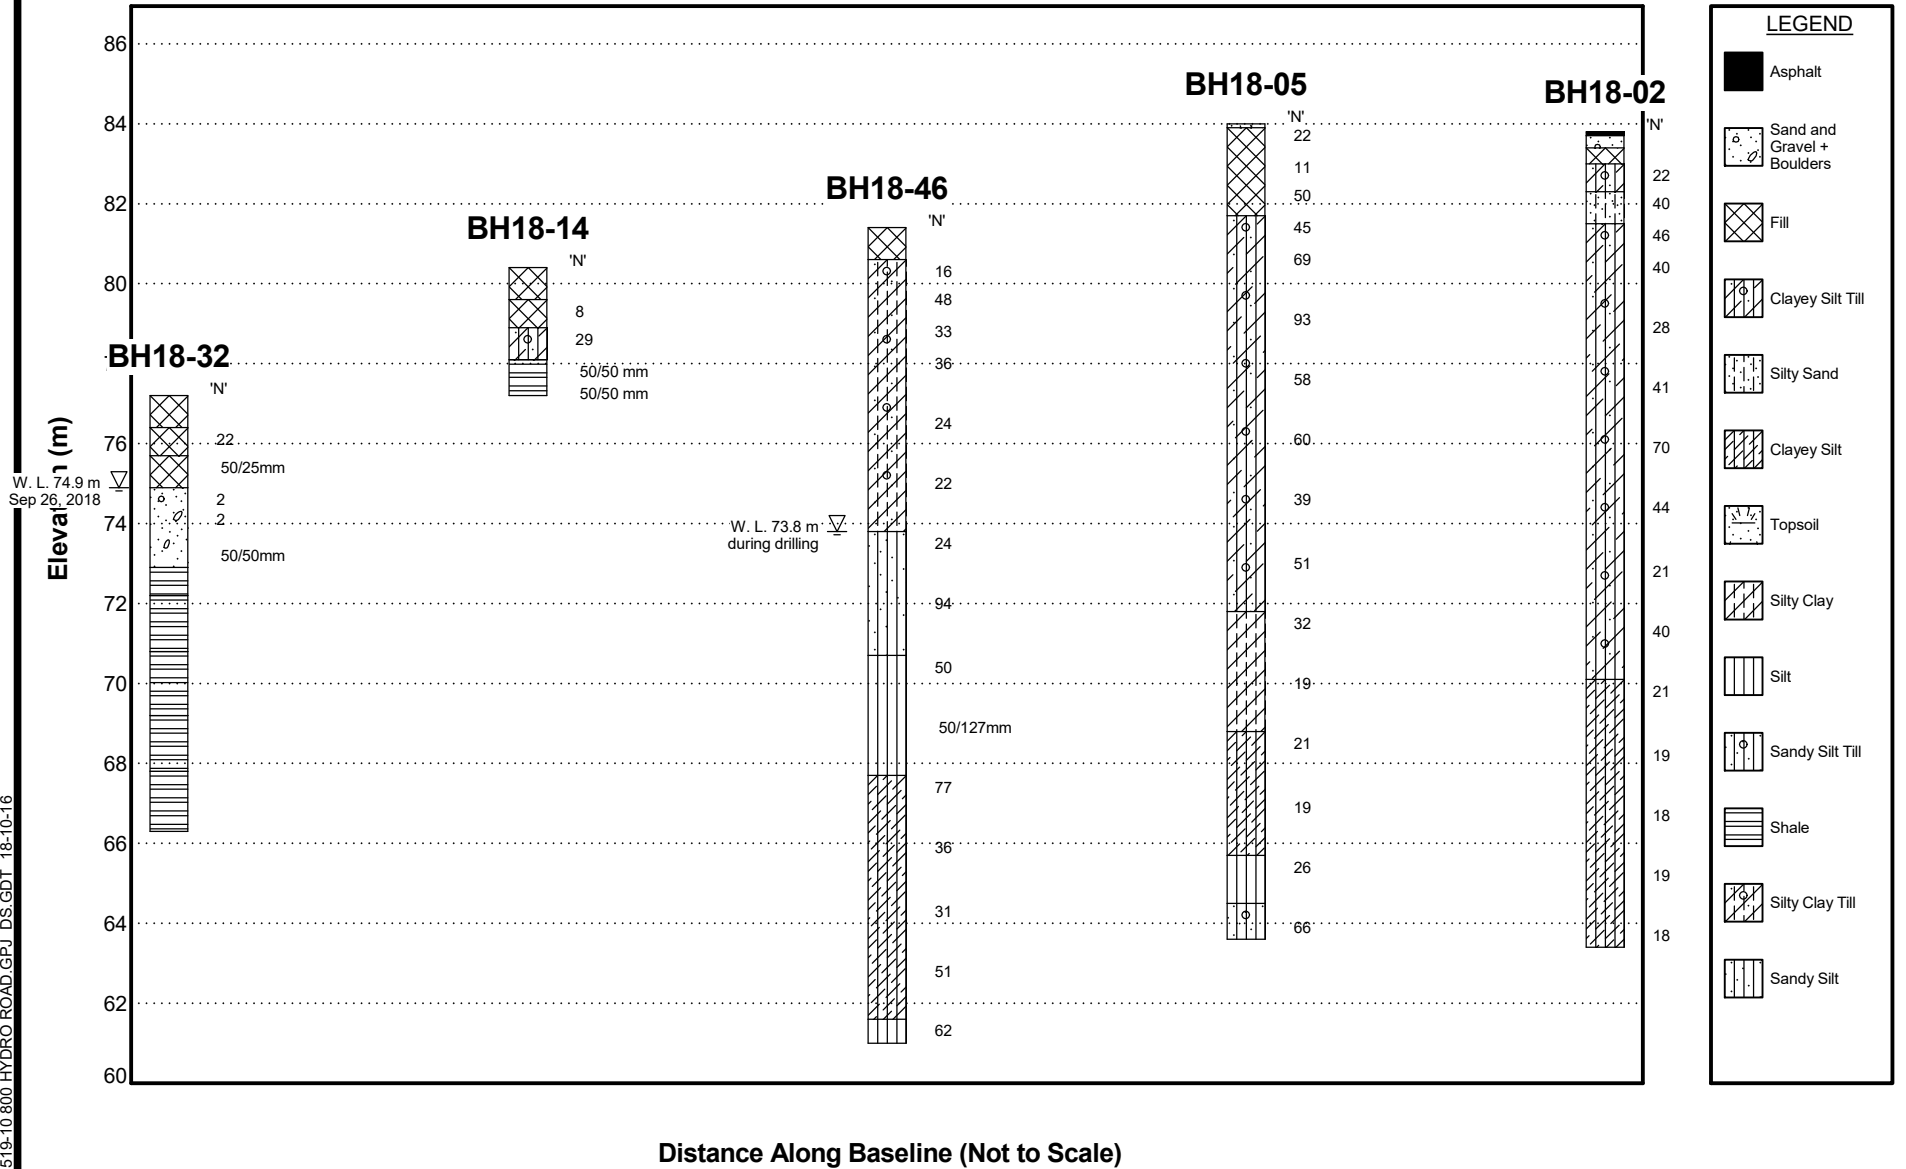 86
84
82
80
76
74
72
70
68
66
64
62
60
Elevation (m)
BH18-32
'N'
22
50/25mm
2
2
50/50mm
W. L. 74.9 m
Sep 26, 2018
BH18-14
'N'
8
29
50/50 mm
50/50 mm
BH18-46
'N'
16
48
33
36
24
22
24
94
50
50/127mm
77
36
31
51
62
W. L. 73.8 m
during drilling
BH18-05
'N'
22
11
50
45
69
93
58
60
39
51
32
19
21
19
26
66
BH18-02
'N'
22
40
46
40
28
41
70
44
21
40
21
19
18
19
18
LEGEND
Asphalt
Sand and
Gravel +
Boulders
Fill
Clayey Silt Till
Silty Sand
Clayey Silt
Topsoil
Silty Clay
Silt
Sandy Silt Till
Shale
Silty Clay Till
Sandy Silt
Distance Along Baseline (Not to Scale)
519-10 800 HYDRO ROAD.GPJ DS.GDT 18-10-16